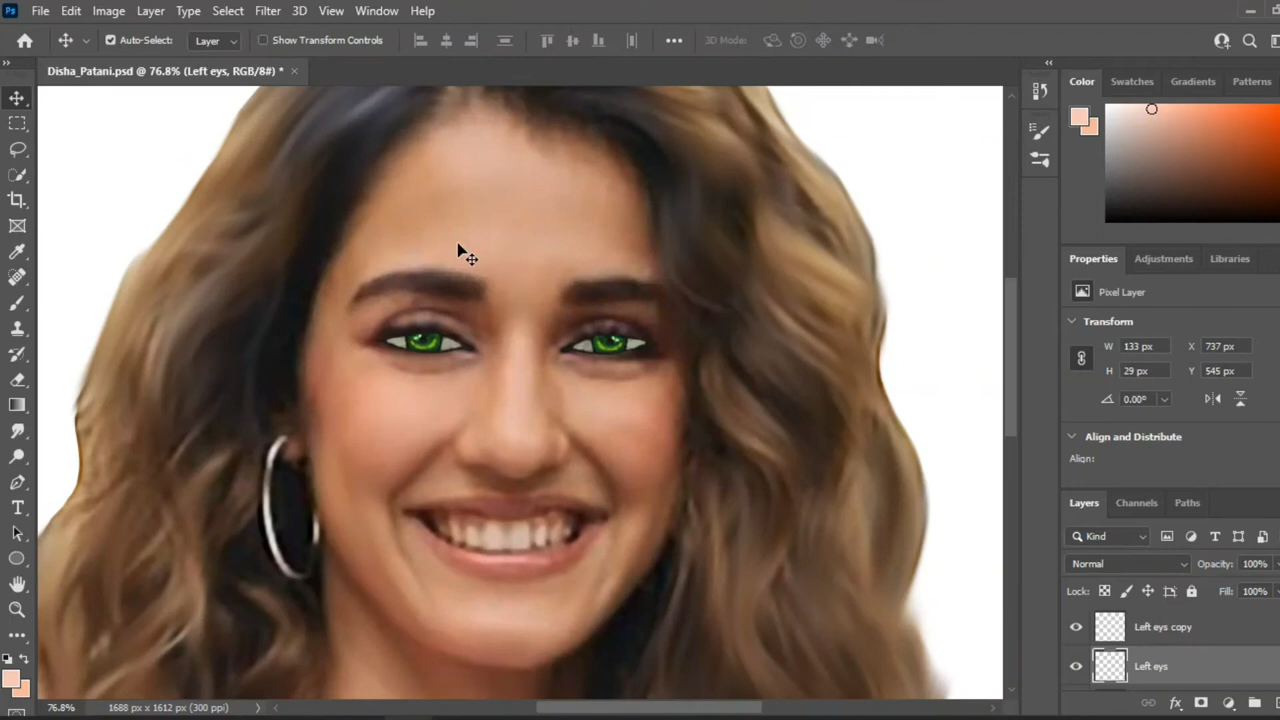 Ps File Edit Image Layer Type Select Filter 3D View Window Help
Auto-Select: Layer Show Transform Controls 3D Mode:
Disha_Patani.psd @ 76.8% (Left eys, RGB/8#) *
Color Swatches Gradients Patterns
Properties Adjustments Libraries
Pixel Layer
Transform
W 133 px X 737 px
H 29 px Y 545 px
0.00°
Align and Distribute
Align:
Layers Channels Paths
Kind
Normal Opacity: 100%
Lock: Fill: 100%
Left eys copy
Left eys
fx
76.8% 1688 px x 1612 px (300 ppi)